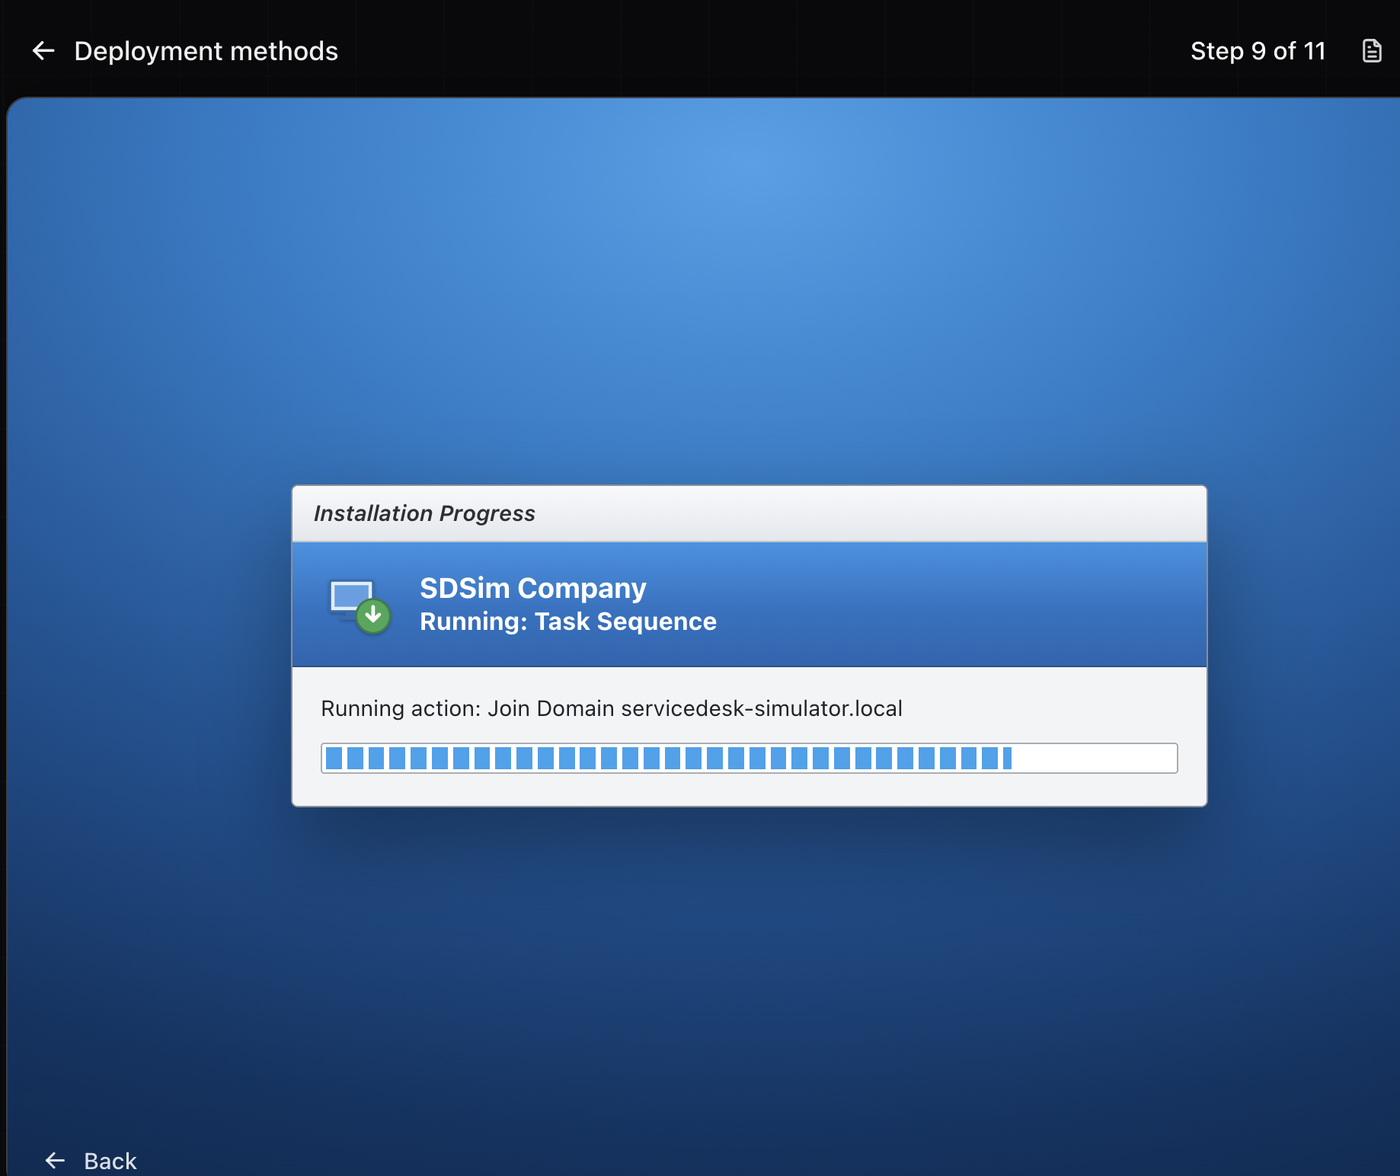 Deployment methods
Step 9 of 11
Installation Progress
SDSim Company
Running: Task Sequence
Running action: Join Domain servicedesk-simulator.local
Back